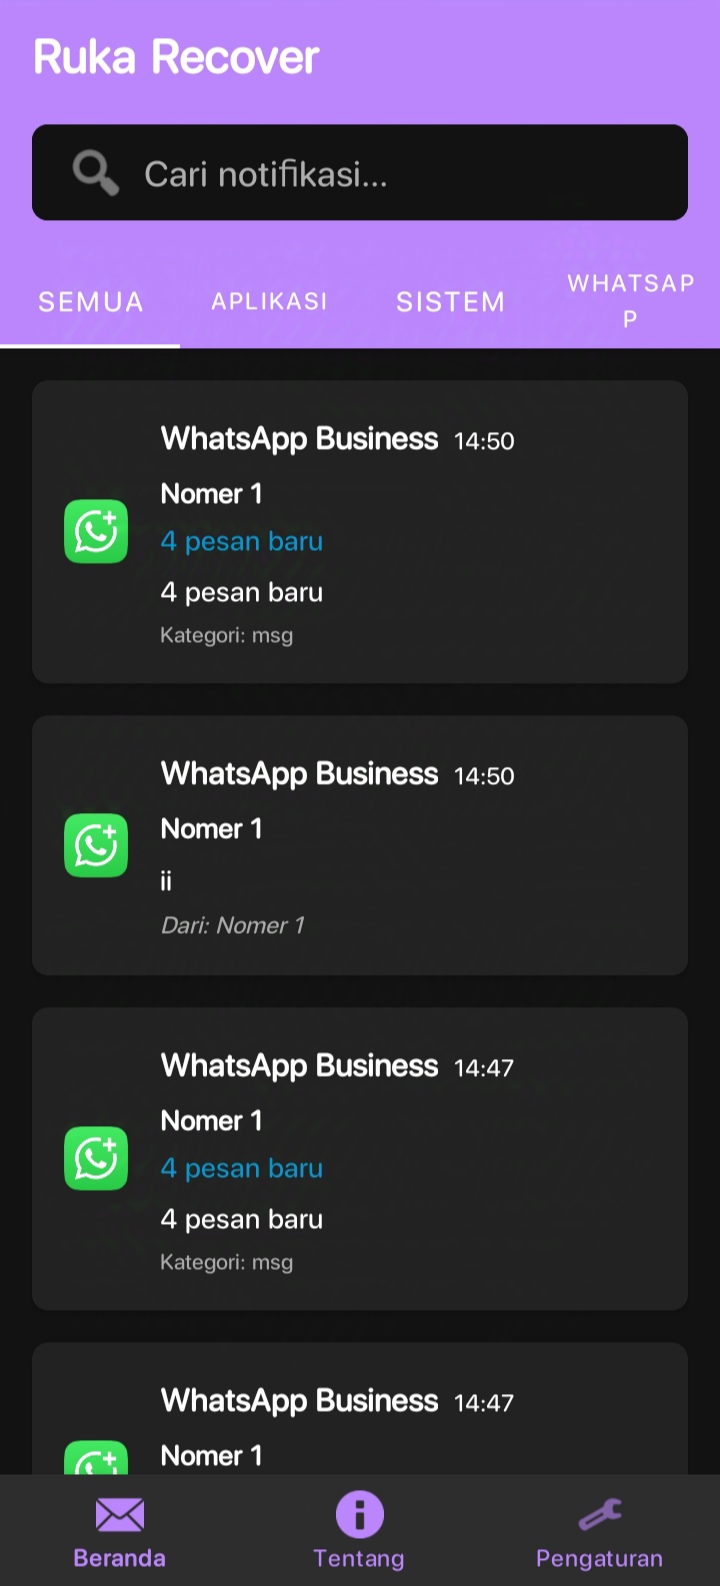 Ruka Recover
Cari notifikasi...
SEMUA
APLIKASI
SISTEM
WHATSAP
P
WhatsApp Business 14:50
Nomer 1
4 pesan baru
4 pesan baru
Kategori: msg
WhatsApp Business 14:50
Nomer 1
ii
Dari: Nomer 1
WhatsApp Business 14:47
Nomer 1
4 pesan baru
4 pesan baru
Kategori: msg
WhatsApp Business 14:47
Nomer 1
Beranda
Tentang
Pengaturan